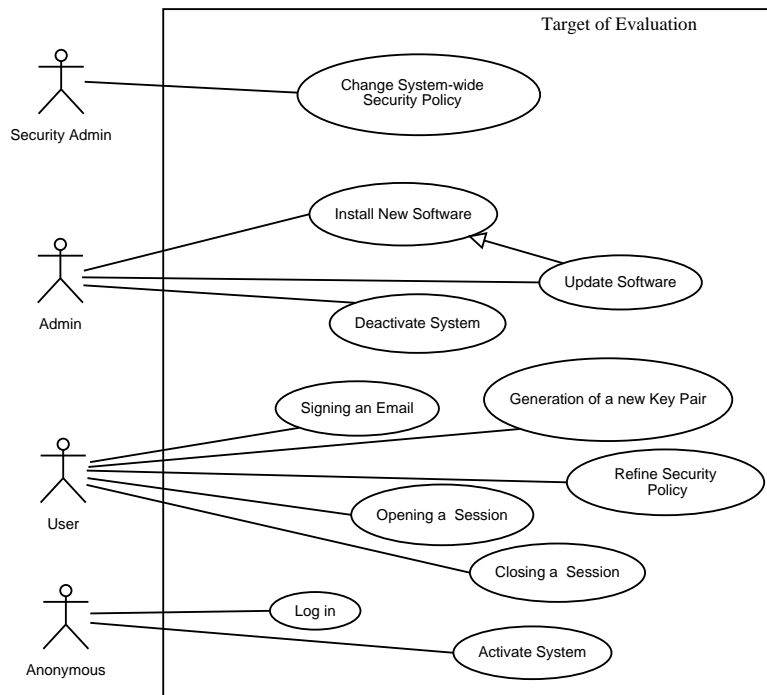 Target of Evaluation
Change System-wide
Security Policy
Security Admin
Install New Software
Update Software
Admin
Deactivate System
Signing an Email
Generation of a new Key Pair
Refine Security
Policy
User
Opening a Session
Closing a Session
Log in
Activate System
Anonymous